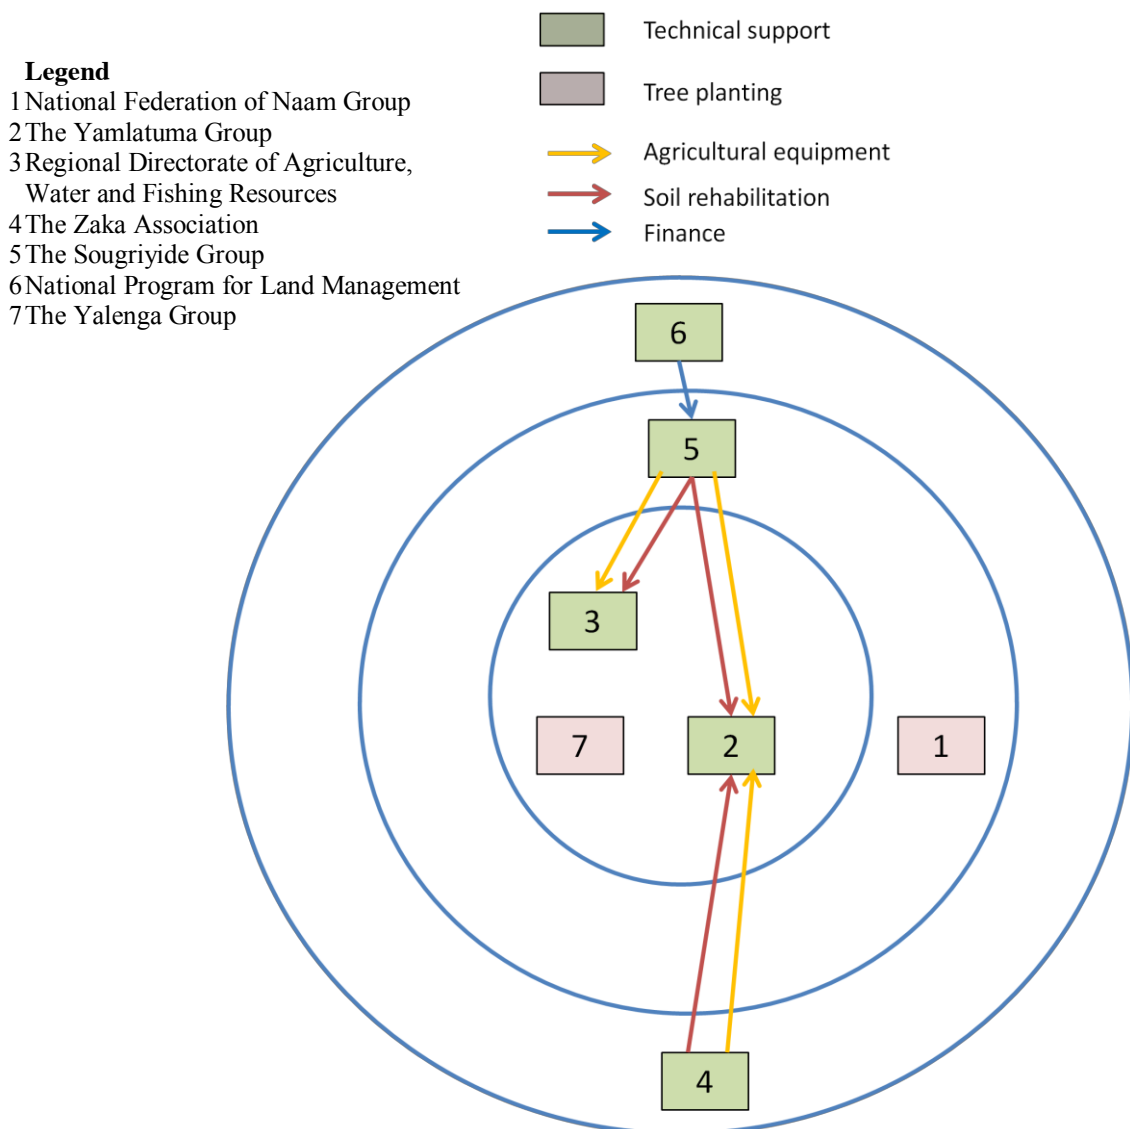 Legend
1 National Federation of Naam Group
2 The Yamlatuma Group
3 Regional Directorate of Agriculture,
Water and Fishing Resources
4 The Zaka Association
5 The Sougriyide Group
6 National Program for Land Management
7 The Yalenga Group
Technical support
Tree planting
Agricultural equipment
Soil rehabilitation
Finance
6
5
3
7
2
1
4